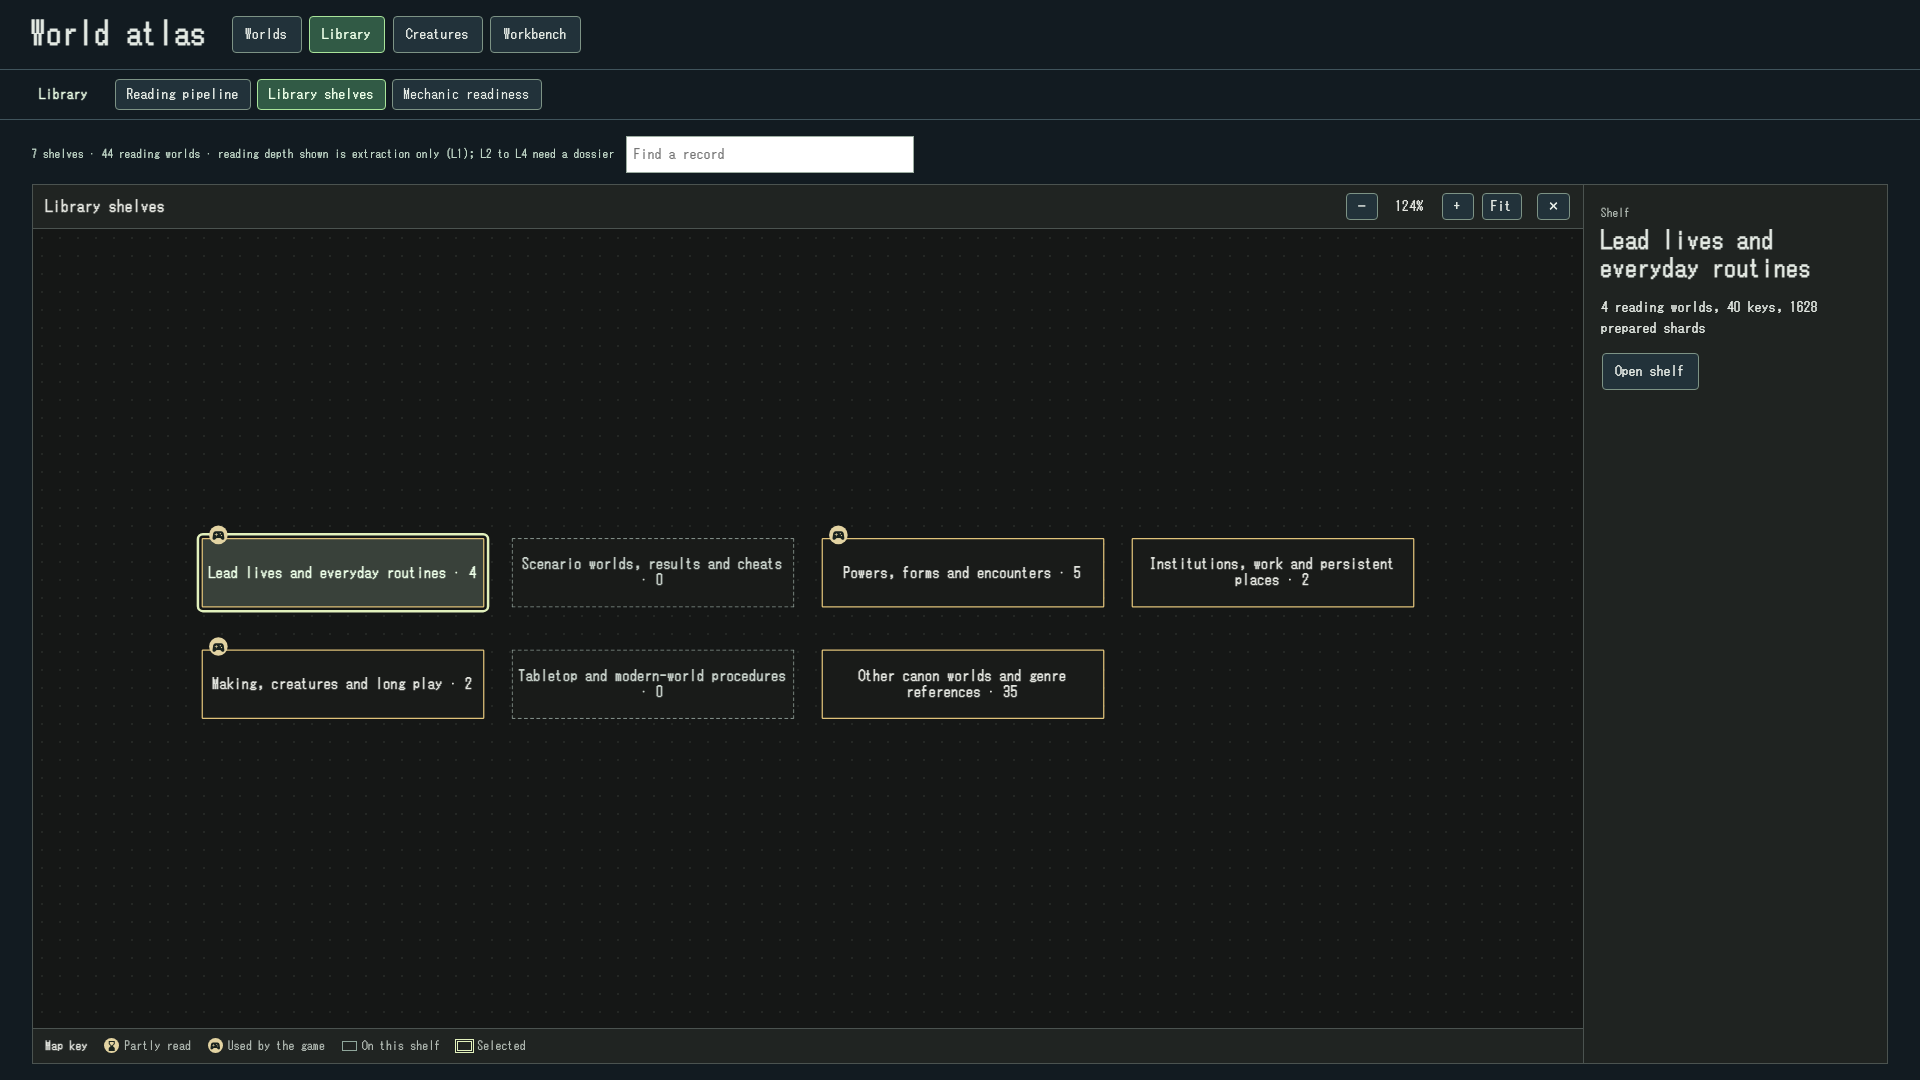 World atlas
Worlds
Library
Creatures
Workbench
Library
Reading pipeline
Library shelves
Mechanic readiness
7 shelves · 44 reading worlds · reading depth shown is extraction only (L1); L2 to L4 need a dossier
Find a record
Library shelves
−
124%
+
Fit
×
Shelf
Lead lives and
everyday routines
4 reading worlds, 40 keys, 1628
prepared shards
Open shelf
Lead lives and everyday routines · 4
Scenario worlds, results and cheats
· 0
Powers, forms and encounters · 5
Institutions, work and persistent
places · 2
Making, creatures and long play · 2
Tabletop and modern-world procedures
· 0
Other canon worlds and genre
references · 35
Map key
Partly read
Used by the game
On this shelf
Selected